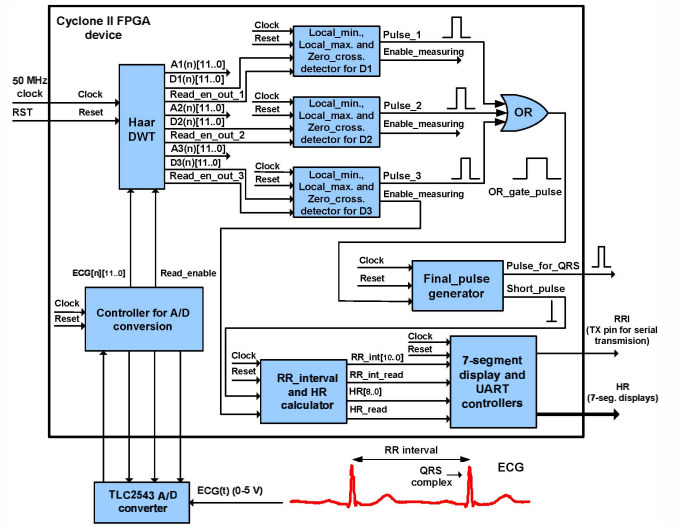 Cyclone II FPGA
device
50 MHz
clock
RST
Clock
Reset
Haar
DWT
A1(n)[11..0]
D1(n)[11..0]
Read_en_out_1
A2(n)[11..0]
D2(n)[11..0]
Read_en_out_2
A3(n)[11..0]
D3(n)[11..0]
Read_en_out_3
Clock
Reset
Local_min.,
Local_max. and
Zero_cross.
detector for D1
Pulse_1
Enable_measuring
Clock
Reset
Local_min.,
Local_max. and
Zero_cross.
detector for D2
Pulse_2
Enable_measuring
Clock
Reset
Local_min.,
Local_max. and
Zero_cross.
detector for D3
Pulse_3
Enable_measuring
OR
OR_gate_pulse
ECG[n][11..0]
Read_enable
Clock
Reset
Controller for A/D
conversion
Clock
Reset
Final_pulse
generator
Pulse_for_QRS
Short_pulse
Clock
Reset
RR_interval
and HR
calculator
RR_int[10..0]
RR_int_read
HR[8..0]
HR_read
Clock
Reset
7-segment
display and
UART
controllers
RRI
(TX pin for serial
transmision)
HR
(7-seg. displays)
TLC2543 A/D
converter
ECG(t) (0-5 V)
RR interval
QRS
complex
ECG